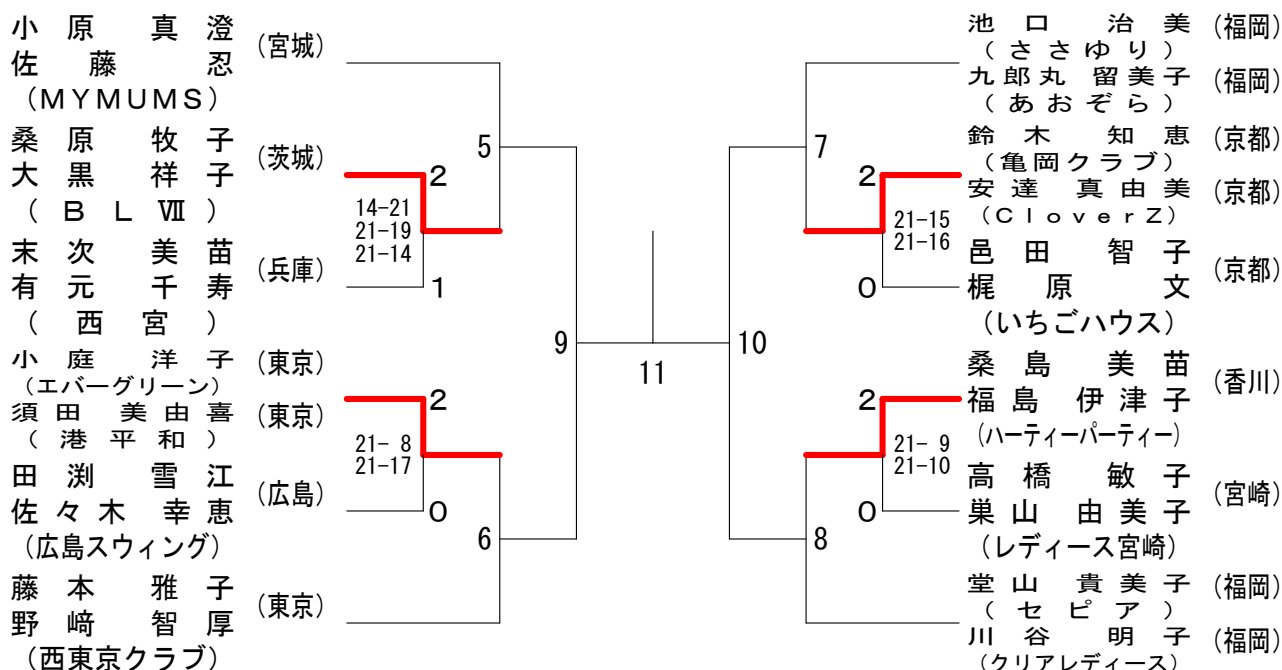 小原 真澄
佐藤 忍
(宮城)
(MYMUMS)
桑原 牧子
大黒 祥子
(茨城)
(BLⅦ)
末次 美苗
有元 千寿
(兵庫)
(西宮)
小庭 洋子 (東京)
(エバーグリーン)
須田 美由喜 (東京)
(港平和)
田渕 雪江
佐々木 幸恵
(広島)
(広島スウィング)
藤本 雅子
野﨑 智厚
(東京)
(西東京クラブ)
5
2
14-21
21-19
21-14
1
9
2
21- 8
21-17
0
6
11
10
7
2
21-15
21-16
0
2
21- 9
21-10
0
8
池口 治美 (福岡)
(ささゆり)
九郎丸 留美子 (福岡)
(あおぞら)
鈴木 知恵 (京都)
(亀岡クラブ)
安達 真由美 (京都)
(CloverZ)
邑田 智子
梶原 文
(京都)
(いちごハウス)
桑島 美苗
福島 伊津子
(香川)
(ハーティーパーティー)
高橋 敏子
巣山 由美子
(宮崎)
(レディース宮崎)
堂山 貴美子 (福岡)
(セピア)
川谷 明子 (福岡)
(クリアレディース)